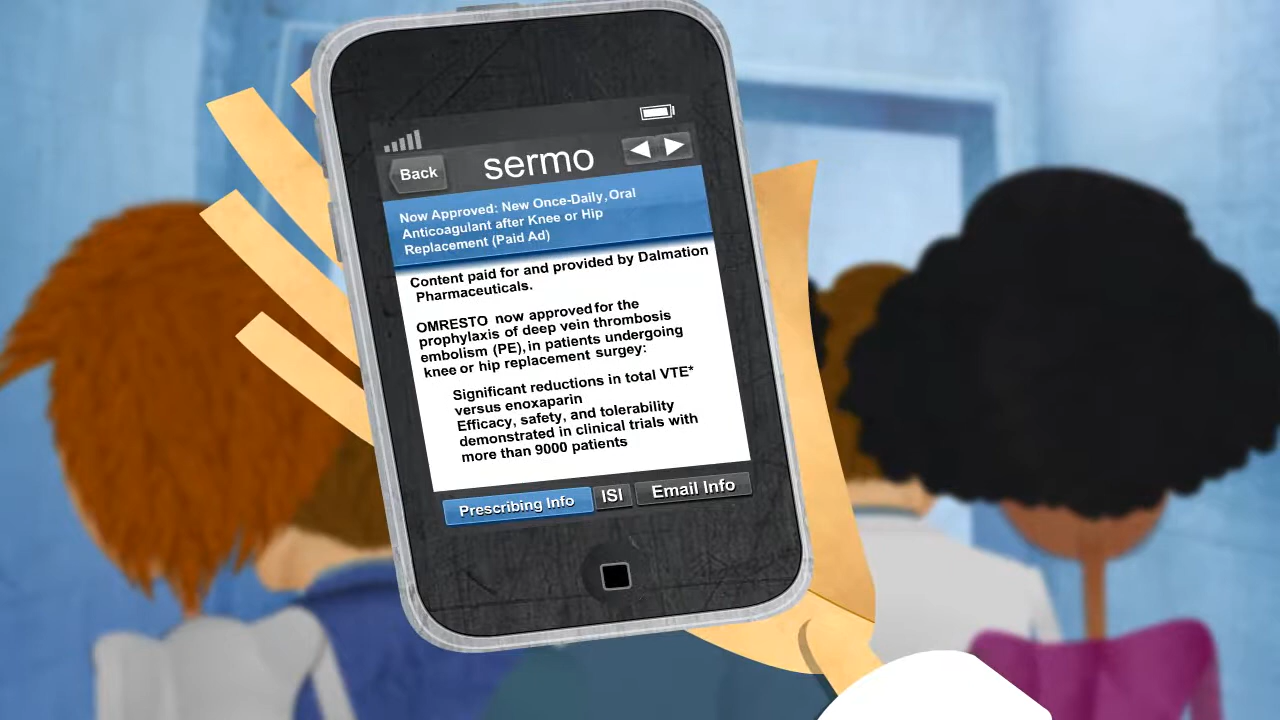 sermo
Back
Now Approved: New Once-Daily, Oral
Anticoagulant after Knee or Hip
Replacement (Paid Ad)
Content paid for and provided by Dalmation
Pharmaceuticals.
OMRESTO now approved for the
prophylaxis of deep vein thrombosis
embolism (PE), in patients undergoing
knee or hip replacement surgey:
Significant reductions in total VTE*
versus enoxaparin
Efficacy, safety, and tolerability
demonstrated in clinical trials with
more than 9000 patients
Prescribing Info ISI Email Info